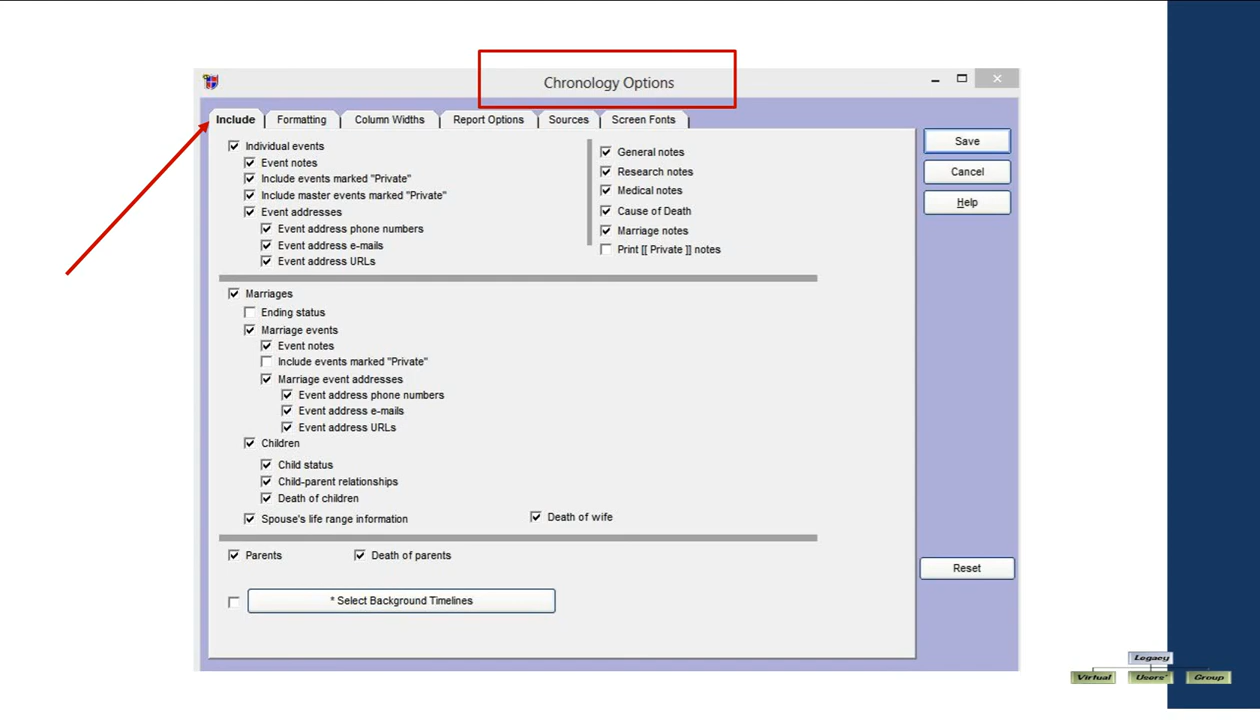 Chronology Options
Include
Formatting
Column Widths
Report Options
Sources
Screen Fonts
Individual events
Event notes
Include events marked "Private"
Include master events marked "Private"
Event addresses
Event address phone numbers
Event address e-mails
Event address URLs
General notes
Research notes
Medical notes
Cause of Death
Marriage notes
Print [[ Private ]] notes
Marriages
Ending status
Marriage events
Event notes
Include events marked "Private"
Marriage event addresses
Event address phone numbers
Event address e-mails
Event address URLs
Children
Child status
Child-parent relationships
Death of children
Spouse's life range information
Death of wife
Parents
Death of parents
* Select Background Timelines
Save
Cancel
Help
Reset
Legacy
Virtual Users' Group